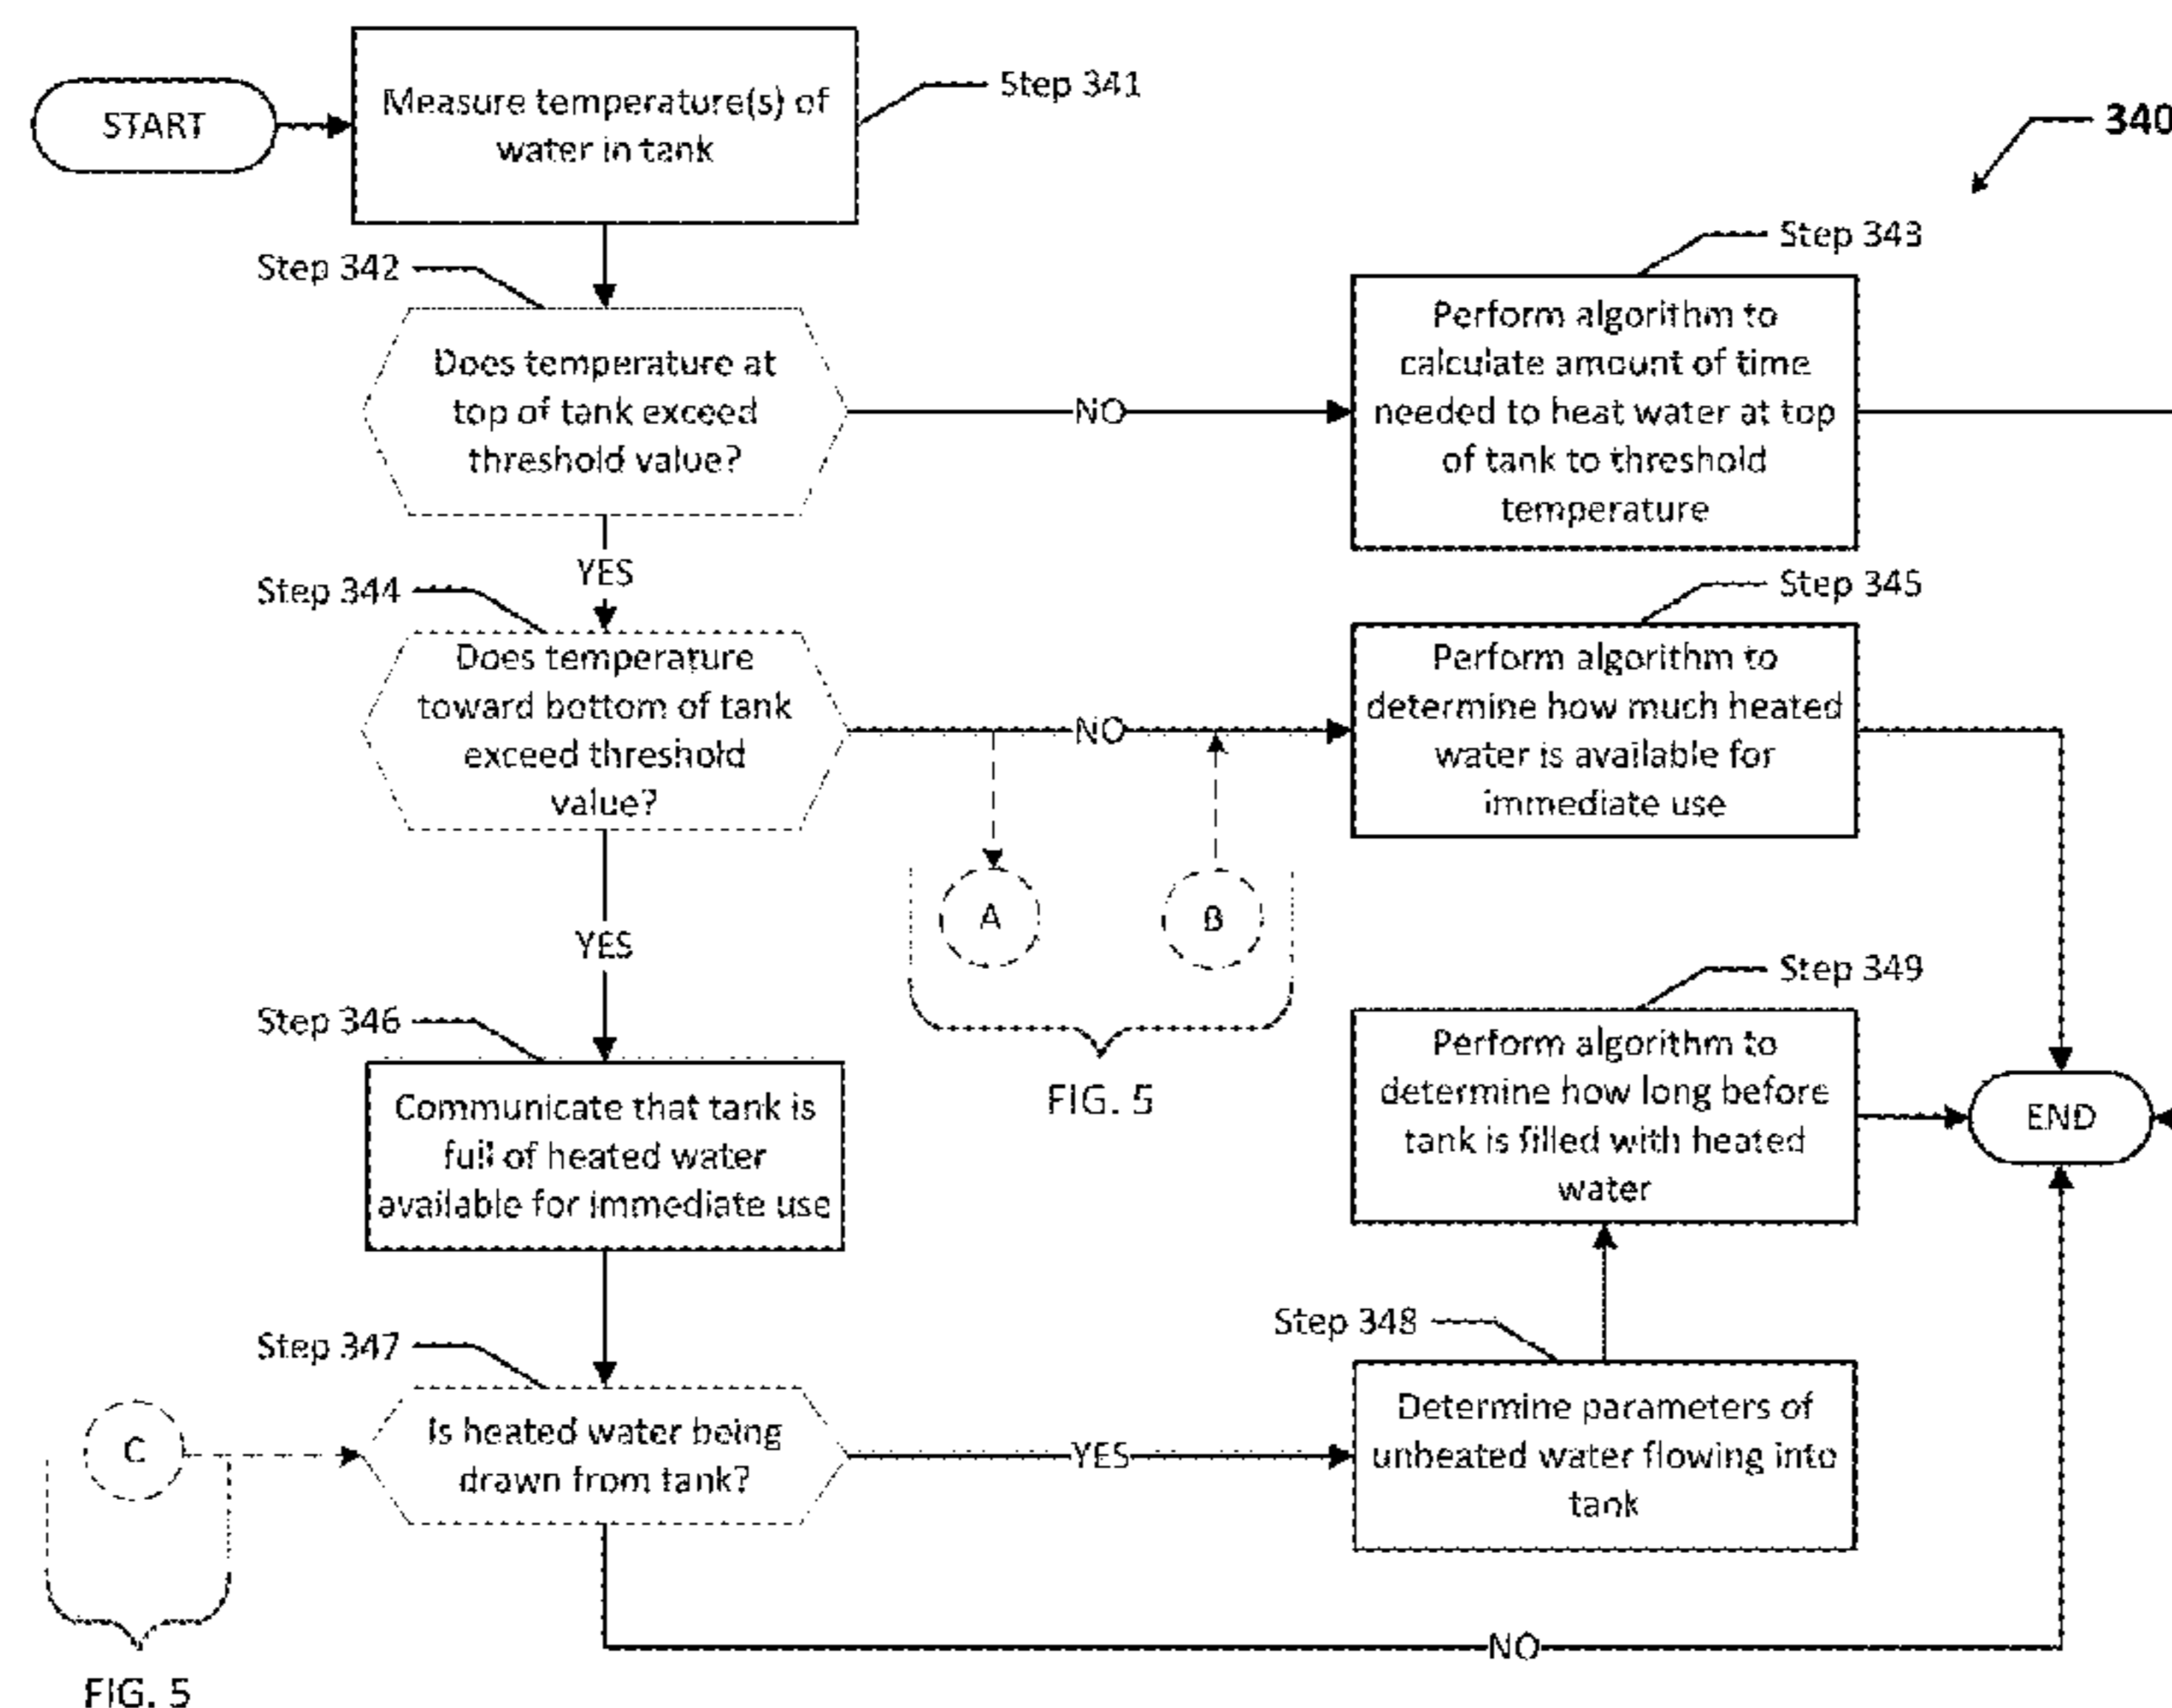 START
Measure temperature(s) of
water in tank
Step 341
340
Step 342
Does temperature at
top of tank exceed
threshold value?
NO
Step 343
Perform algorithm to
calculate amount of time
needed to heat water at top
of tank to threshold
temperature
YES
Step 344
Does temperature
toward bottom of tank
exceed threshold
value?
NO
Step 345
Perform algorithm to
determine how much heated
water is available for
immediate use
A
B
FIG. 5
YES
Step 346
Communicate that tank is
full of heated water
available for immediate use
Step 349
Perform algorithm to
determine how long before
tank is filled with heated
water
END
Step 347
C
Is heated water being
drawn from tank?
YES
Step 348
Determine parameters of
unheated water flowing into
tank
NO
FIG. 5